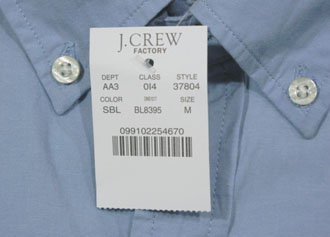 J.CREW
FACTORY
DEPT CLASS STYLE
AA3 014 37804
COLOR SIZE
SBL BL8395 M
099102254670